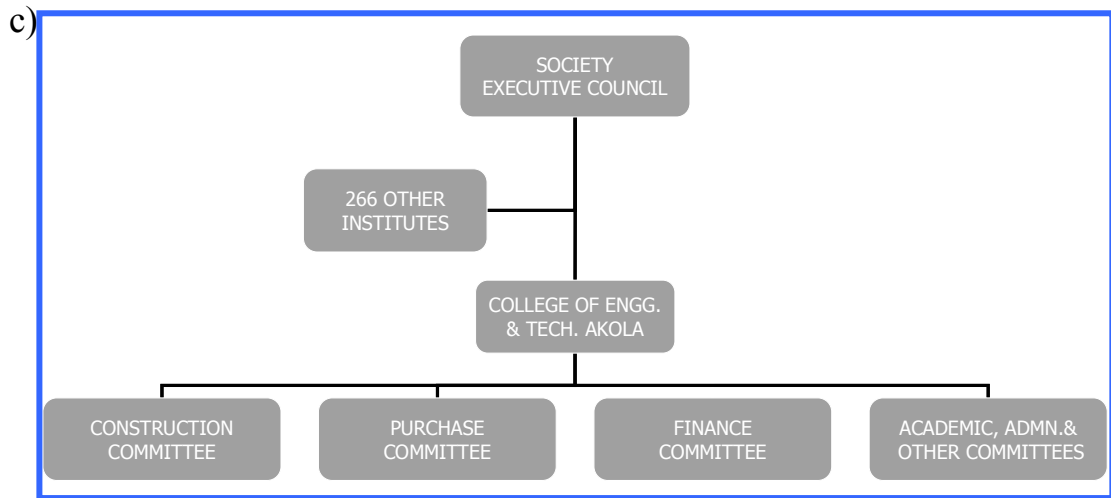 c)
SOCIETY
EXECUTIVE COUNCIL
266 OTHER
INSTITUTES
COLLEGE OF ENGG.
& TECH. AKOLA
CONSTRUCTION
COMMITTEE
PURCHASE
COMMITTEE
FINANCE
COMMITTEE
ACADEMIC, ADMN.&
OTHER COMMITTEES